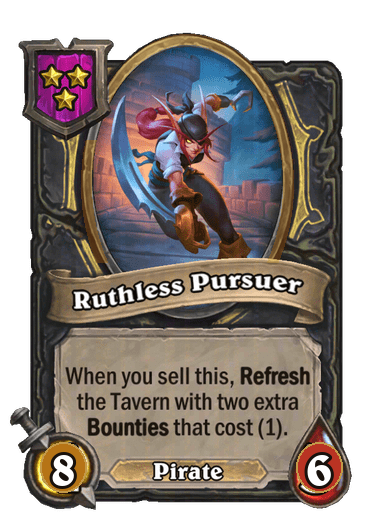 Ruthless Pursuer
When you sell this, Refresh
the Tavern with two extra
Bounties that cost (1).
8
Pirate
6